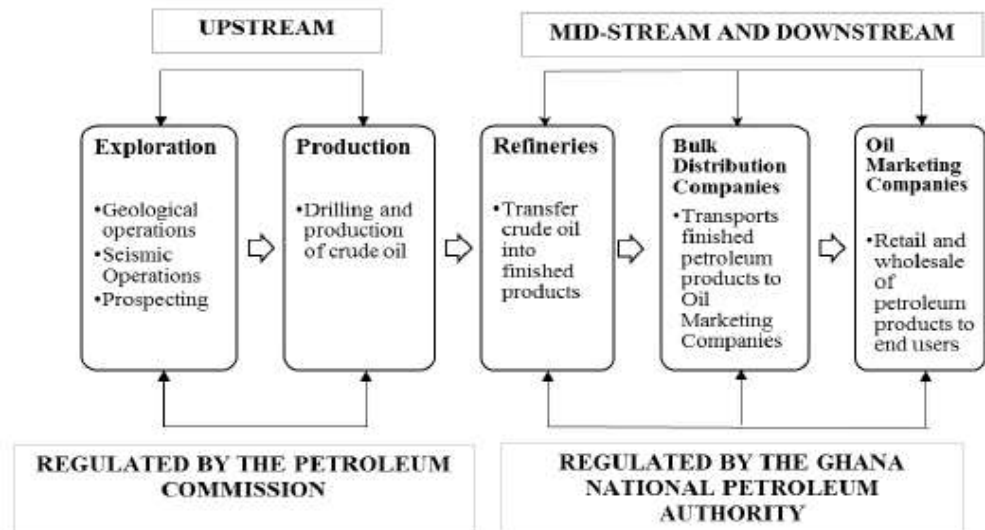 UPSTREAM
MID-STREAM AND DOWNSTREAM
Exploration
•Geological
operations
•Seismic
Operations
•Prospecting
Production
•Drilling and
production
of crude oil
Refineries
•Transfer
crude oil
into
finished
products
Bulk
Distribution
Companies
•Transports
finished
petroleum
products to
Oil
Marketing
Companies
Oil
Marketing
Companies
•Retail and
wholesale
of
petroleum
products to
end users
REGULATED BY THE PETROLEUM
COMMISSION
REGULATED BY THE GHANA
NATIONAL PETROLEUM
AUTHORITY